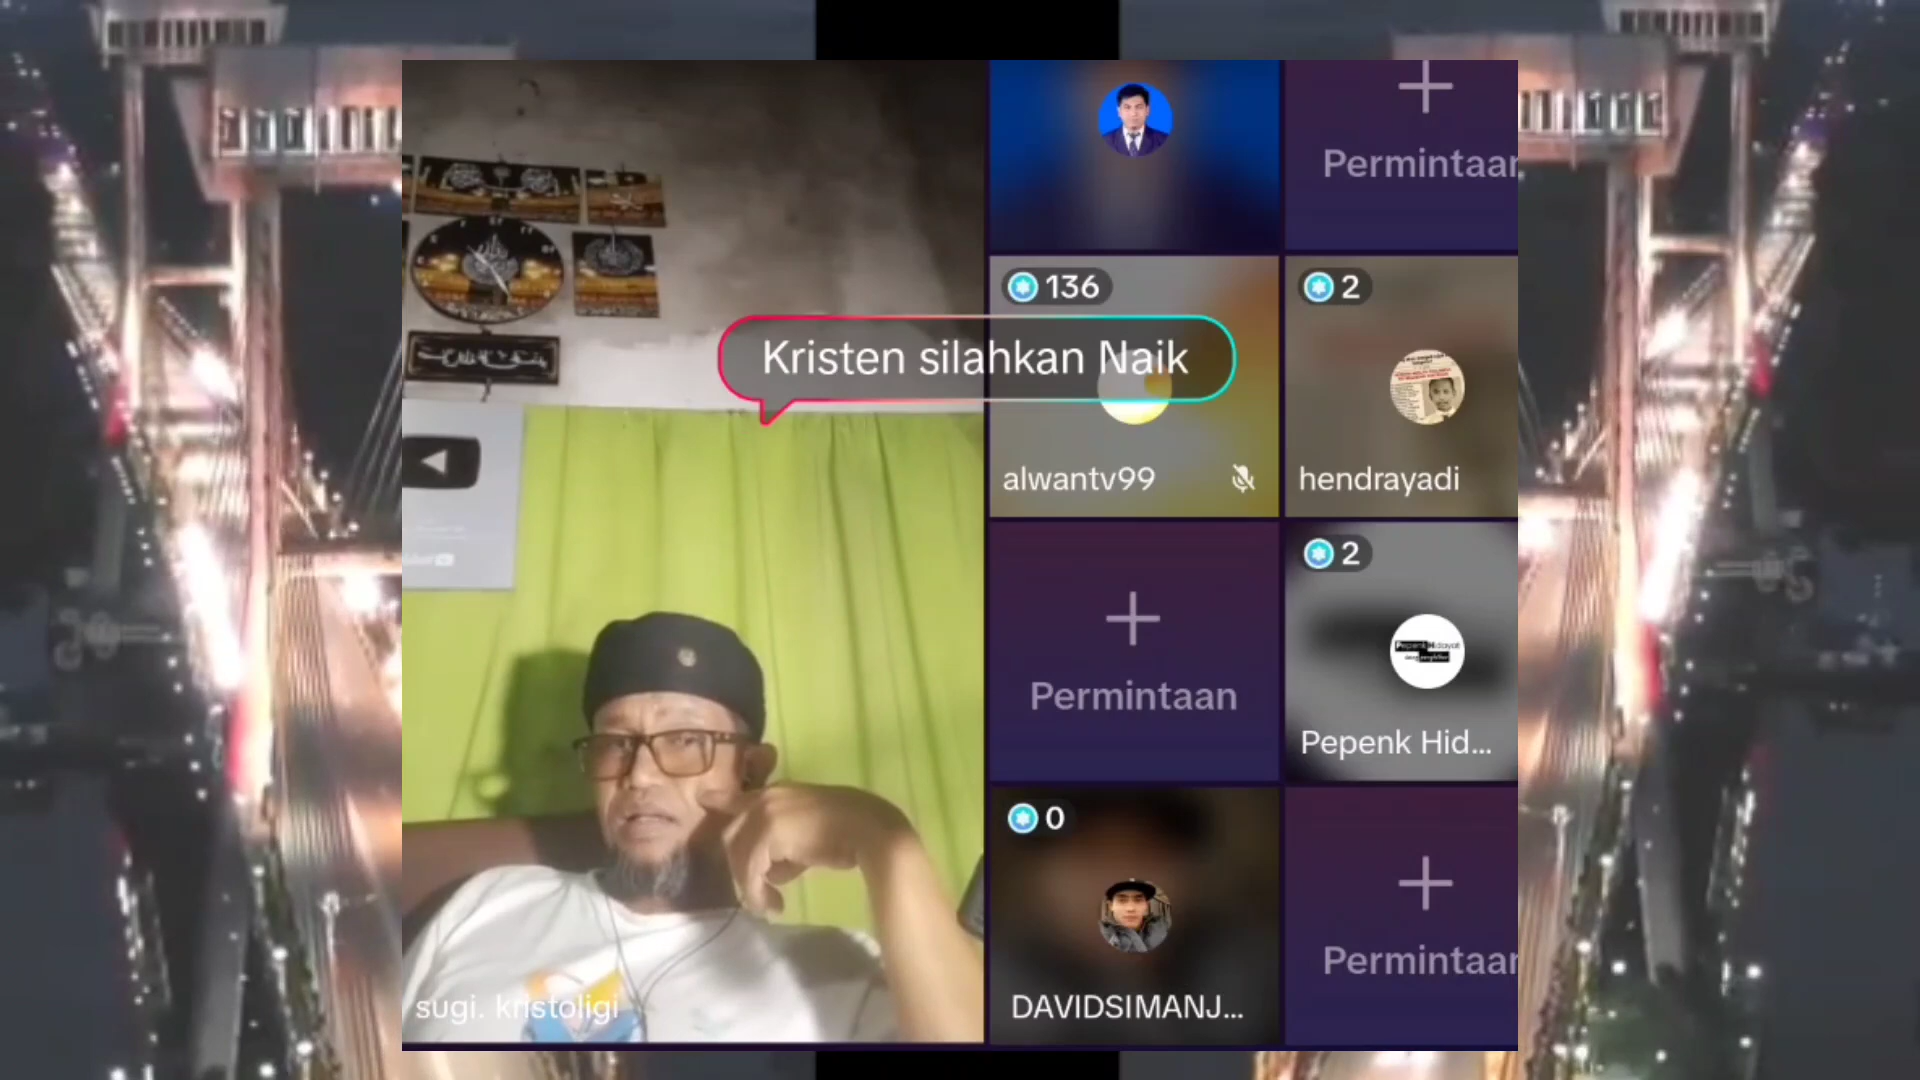 Permintaan
136
2
Kristen silahkan Naik
alwantv99
hendrayadi
2
Permintaan
Pepenk Hid...
0
Permintaan
sugi. kristoligi
DAVIDSIMANJ...